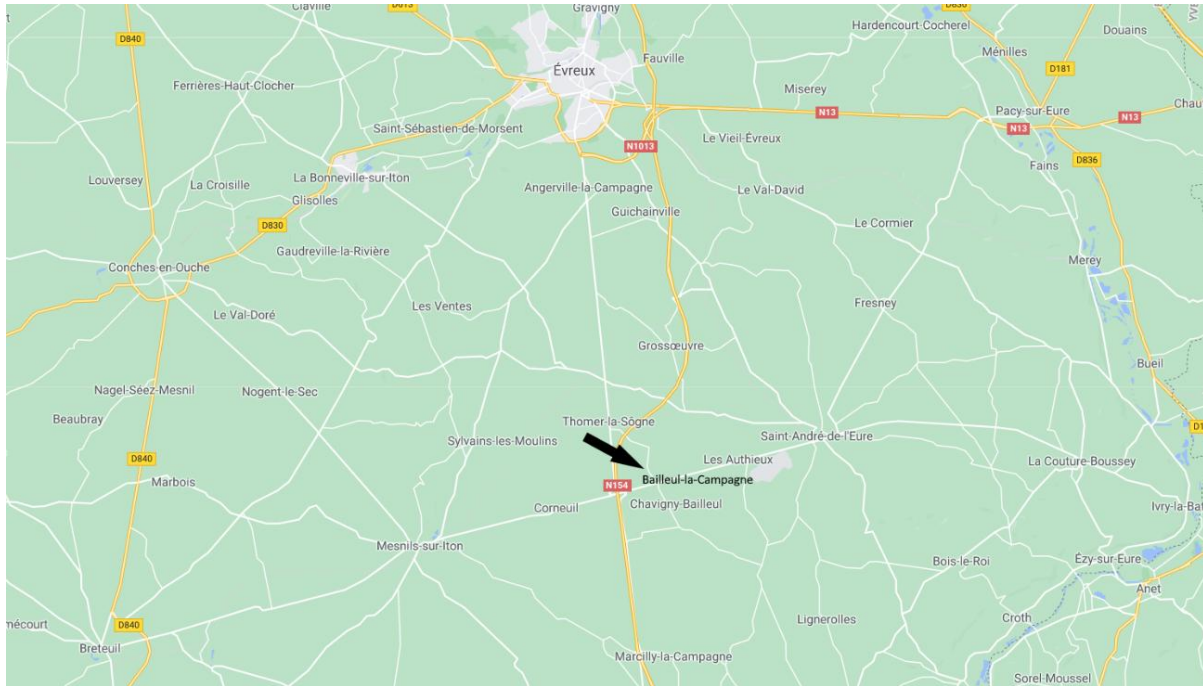 D613
Gravigny
D836
Claville
Hardencourt-Cocherel
Douains
D840
Ménilles
Évreux
Fauville
D181
Ferrières-Haut-Clocher
Miserey
Pacy-sur-Eure
Chau
N13
N13
N13
Saint-Sébastien-de-Morsent
Le Vieil-Évreux
N1013
D836
Fains
Louversey
La Croisille
La Bonneville-sur-Iton
Angerville-la-Campagne
Le Val-David
Glisolles
Guichainville
D830
Le Cormier
Gaudreville-la-Rivière
Merey
Conches-en-Ouche
Les Ventes
Fresney
Le Val-Doré
Grossœuvre
Bueil
Nagel-Séez-Mesnil
Nogent-le-Sec
Beaubray
Thomer-la-Sôgne
D1
Sylvains-les-Moulins
Saint-André-de-l'Eure
D840
Les Authieux
La Couture-Boussey
Marbois
Bailleul-la-Campagne
N154
Corneuil
Chavigny-Bailleul
Ivry-la-Bat
Mesnils-sur-Iton
Bois-le-Roi
Ézy-sur-Eure
Anet
mécourt
D840
Lignerolles
Croth
Breteuil
Marcilly-la-Campagne
Sorel-Moussel